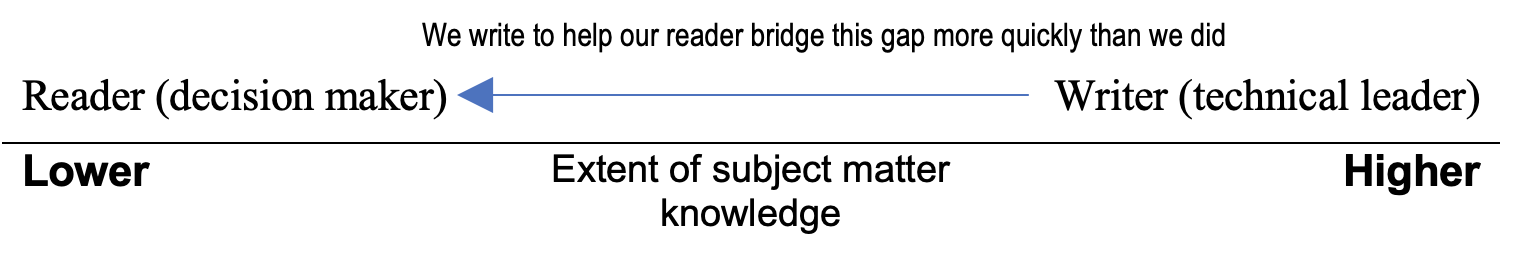 We write to help our reader bridge this gap more quickly than we did
Reader (decision maker) Writer (technical leader)
Lower Extent of subject matter Higher
knowledge